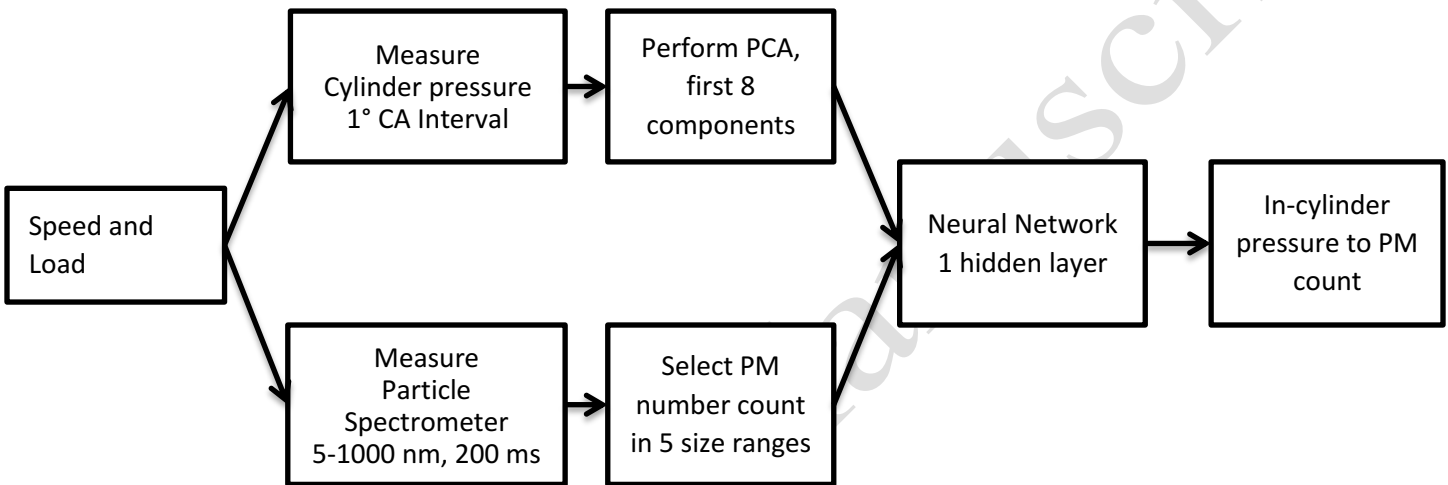 Speed and
Load
Measure
Cylinder pressure
1° CA Interval
Perform PCA,
first 8
components
Measure
Particle
Spectrometer
5-1000 nm, 200 ms
Select PM
number count
in 5 size ranges
Neural Network
1 hidden layer
In-cylinder
pressure to PM
count